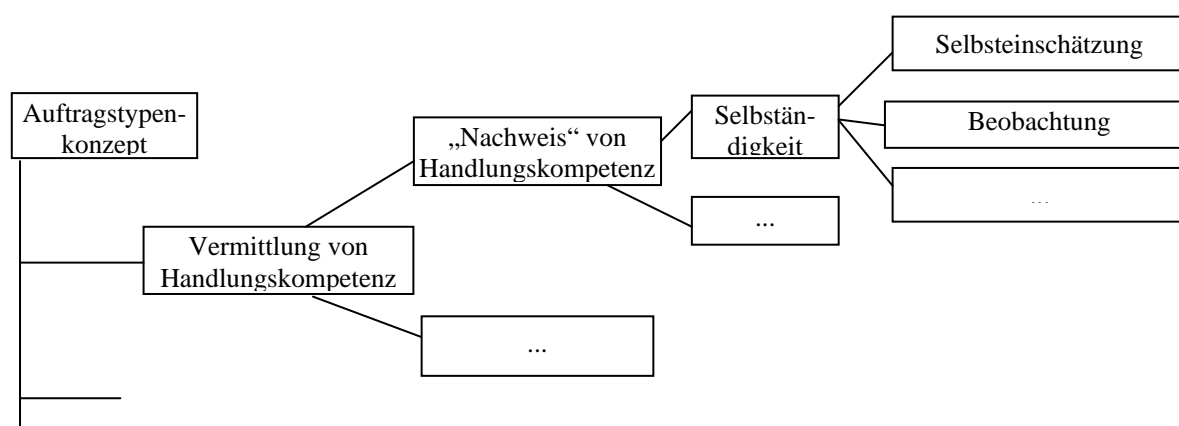 Selbsteinschätzung
Auftragstypen-
konzept
Selbstän-
digkeit
Beobachtung
„Nachweis“ von
Handlungskompetenz
...
...
Vermittlung von
Handlungskompetenz
...